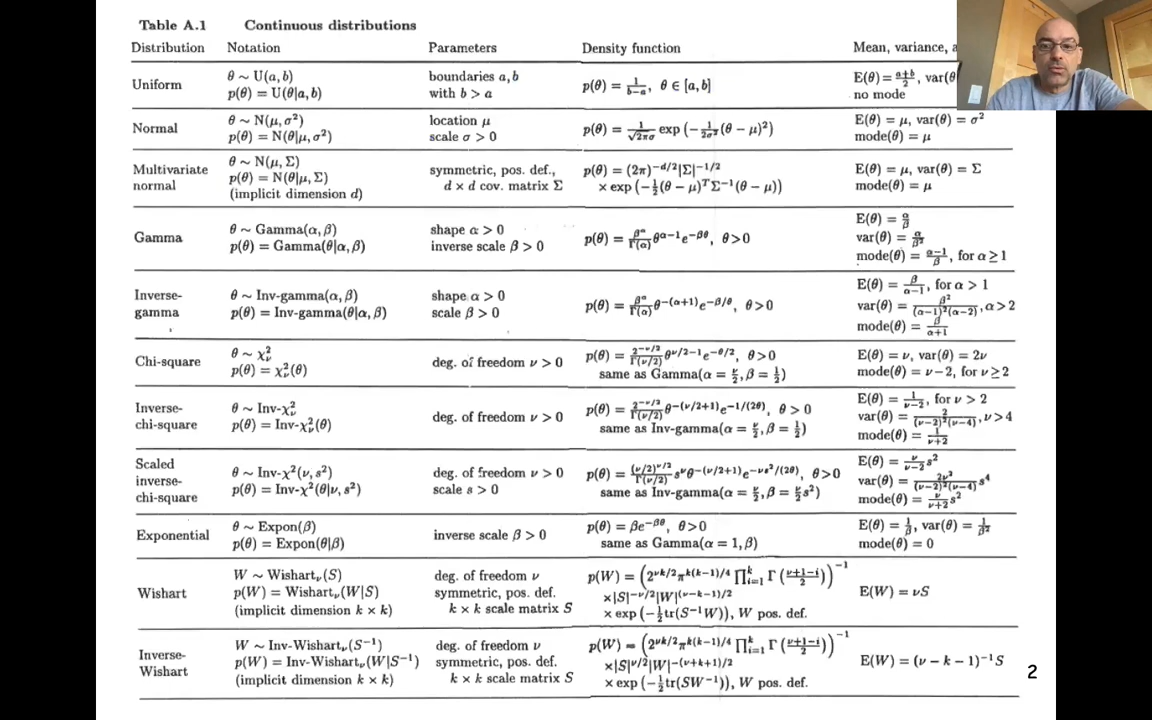 Table A.1 Continuous distributions
Distribution Notation Parameters Density function Mean, variance, a
Uniform θ ~ U(a, b) boundaries a, b p(θ) = 1/(b−a), θ ∈ [a, b] E(θ) = (a+b)/2, var(θ
p(θ) = U(θ|a, b) with b > a no mode
Normal θ ~ N(μ, σ²) location μ p(θ) = 1/(√2πσ) exp (−1/(2σ²)(θ − μ)²) E(θ) = μ, var(θ) = σ²
p(θ) = N(θ|μ, σ²) scale σ > 0 mode(θ) = μ
Multivariate normal θ ~ N(μ, Σ) symmetric, pos. def., p(θ) = (2π)^−d/2|Σ|^−1/2 E(θ) = μ, var(θ) = Σ
p(θ) = N(θ|μ, Σ) d × d cov. matrix Σ × exp (−½(θ − μ)ᵀΣ⁻¹(θ − μ)) mode(θ) = μ
(implicit dimension d)
Gamma θ ~ Gamma(α, β) shape α > 0 p(θ) = β^α/Γ(α) θ^α−1 e^−βθ, θ>0 E(θ) = α/β
p(θ) = Gamma(θ|α, β) inverse scale β > 0 var(θ) = α/β²
mode(θ) = (α−1)/β, for α ≥ 1
Inverse-gamma θ ~ Inv-gamma(α, β) shape α > 0 p(θ) = β^α/Γ(α) θ^−(α+1) e^−β/θ, θ>0 E(θ) = β/(α−1), for α > 1
p(θ) = Inv-gamma(θ|α, β) scale β > 0 var(θ) = β²/((α−1)²(α−2)), α>2
mode(θ) = β/(α+1)
Chi-square θ ~ χ²ν deg. of freedom ν > 0 p(θ) = 2^−ν/2/Γ(ν/2) θ^ν/2−1 e^−θ/2, θ>0 E(θ) = ν, var(θ) = 2ν
p(θ) = χ²ν(θ) same as Gamma(α = ν/2, β = ½) mode(θ) = ν−2, for ν ≥ 2
Inverse-chi-square θ ~ Inv-χ²ν deg. of freedom ν > 0 p(θ) = 2^−ν/2/Γ(ν/2) θ^−(ν/2+1) e^−1/(2θ), θ > 0 E(θ) = 1/(ν−2), for ν > 2
p(θ) = Inv-χ²ν(θ) same as Inv-gamma(α = ν/2, β = ½) var(θ) = 2/((ν−2)²(ν−4)), ν>4
mode(θ) = 1/(ν+2)
Scaled inverse-chi-square θ ~ Inv-χ²(ν, s²) deg. of freedom ν > 0 p(θ) = (ν/2)^ν/2/Γ(ν/2) s^ν θ^−(ν/2+1) e^−νs²/(2θ), θ>0 E(θ) = ν/(ν−2) s²
p(θ) = Inv-χ²(θ|ν, s²) scale s > 0 same as Inv-gamma(α = ν/2, β = ν/2 s²) var(θ) = 2ν²/((ν−2)²(ν−4)) s⁴
mode(θ) = ν/(ν+2) s²
Exponential θ ~ Expon(β) inverse scale β > 0 p(θ) = βe^−βθ, θ>0 E(θ) = 1/β, var(θ) = 1/β²
p(θ) = Expon(θ|β) same as Gamma(α = 1, β) mode(θ) = 0
Wishart W ~ Wishartν(S) deg. of freedom ν p(W) = (2^νk/2 π^k(k−1)/4 ∏ᵏᵢ₌₁ Γ ((ν+1−i)/2))⁻¹ E(W) = νS
p(W) = Wishartν(W|S) symmetric, pos. def. ×|S|^−ν/2|W|^(ν−k−1)/2
(implicit dimension k × k) k × k scale matrix S × exp (−½tr(S⁻¹W)), W pos. def.
Inverse-Wishart W ~ Inv-Wishartν(S⁻¹) deg. of freedom ν p(W) = (2^νk/2 π^k(k−1)/4 ∏ᵏᵢ₌₁ Γ ((ν+1−i)/2))⁻¹ E(W) = (ν − k − 1)⁻¹S
p(W) = Inv-Wishartν(W|S⁻¹) symmetric, pos. def. ×|S|^ν/2|W|^−(ν+k+1)/2
(implicit dimension k × k) k × k scale matrix S × exp (−½tr(SW⁻¹)), W pos. def.
2